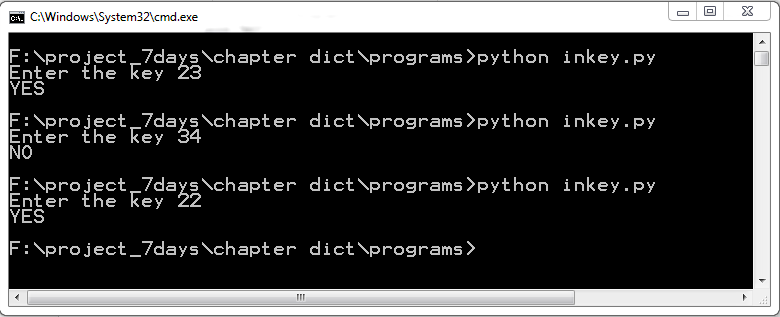 C:\Windows\System32\cmd.exe
F:\project_7days\chapter dict\programs>python inkey.py
Enter the key 23
YES
F:\project_7days\chapter dict\programs>python inkey.py
Enter the key 34
NO
F:\project_7days\chapter dict\programs>python inkey.py
Enter the key 22
YES
F:\project_7days\chapter dict\programs>